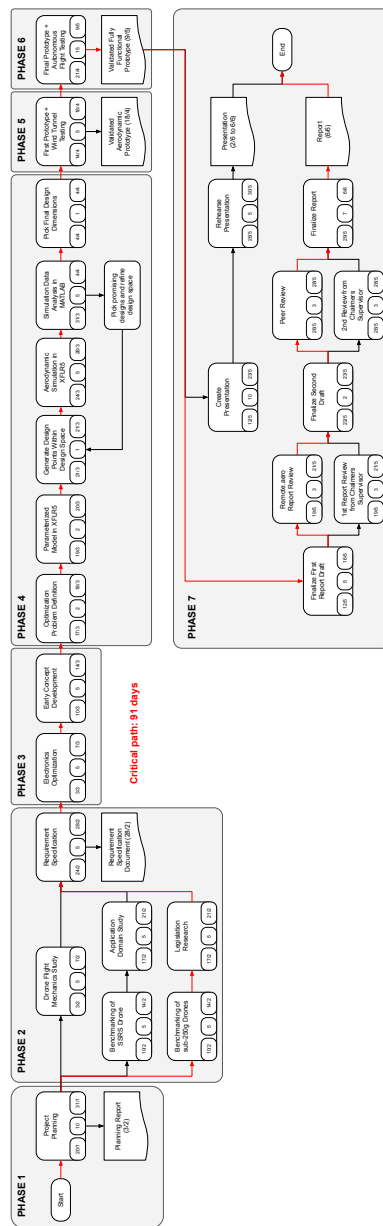 PHASE 1
Start
Project
Planning
20/1 10 31/1
Planning Report
(3/2)
PHASE 2
Drone Flight
Mechanics Study
3/2 5 7/2
Benchmarking of
SSRS Drone
10/2 5 14/2
Application
Domain Study
17/2 5 21/2
Benchmarking of
sub-250g Drones
10/2 5 14/2
Legislation
Research
17/2 5 21/2
Requirement
Specification
24/2 5 28/2
Requirement
Specification
Document (28/2)
PHASE 3
Electronics
Optimization
3/3 5 7/3
Early Concept
Development
10/3 5 14/3
Critical path: 91 days
PHASE 4
Optimization
Problem Definition
17/3 2 18/3
Parameterized
Model in XFLR5
19/3 2 20/3
Generate Design
Points Within
Design Space
21/3 1 21/3
Aerodynamic
Simulation in
XFLR5
24/3 5 28/3
Simulation Data
Analysis in
MATLAB
31/3 5 4/4
Pick promising
designs and refine
design space
Pick Final Design
Dimensions
4/4 1 4/4
PHASE 5
First Prototype +
Wind Tunnel
Testing
14/4 5 18/4
Validated
Aerodynamic
Prototype (18/4)
PHASE 6
Final Prototype +
Autonomous
Flight Testing
21/4 15 9/5
Validated Fully
Functional
Prototype (9/5)
PHASE 7
Create
Presentation
12/5 10 23/5
Rehearse
Presentation
26/5 5 30/5
Presentation
(2/6 to 6/6)
End
Finalize First
Report Draft
12/5 5 16/5
Remote aero
Report Review
19/5 3 21/5
1st Report Review
from Chalmers
Supervisor
19/5 3 21/5
Finalize Second
Draft
22/5 2 23/5
Peer Review
26/5 3 28/5
2nd Review from
Chalmers
Supervisor
26/5 3 28/5
Finalize Report
29/5 7 6/6
Report
(6/6)